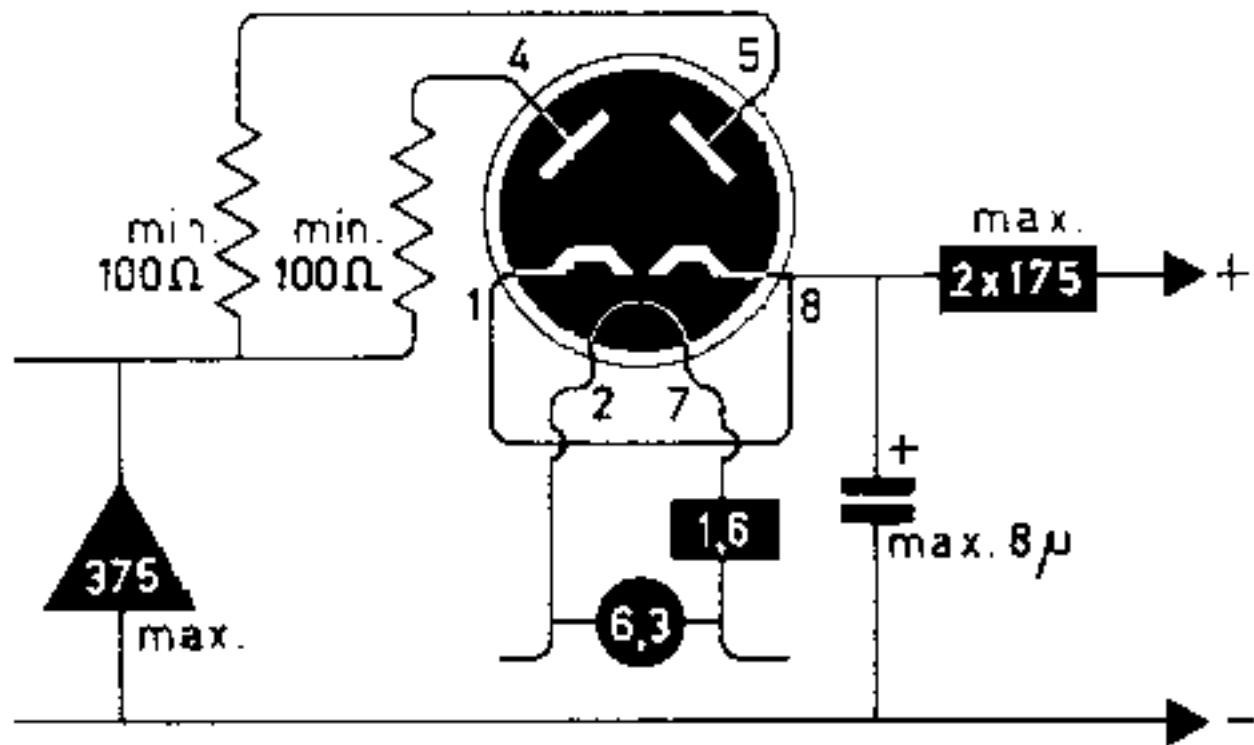 4
5
min.
100Ω
min.
100Ω
1
8
max.
2x175
+
2
7
+
max. 8µ
1,6
6,3
375
max.
-